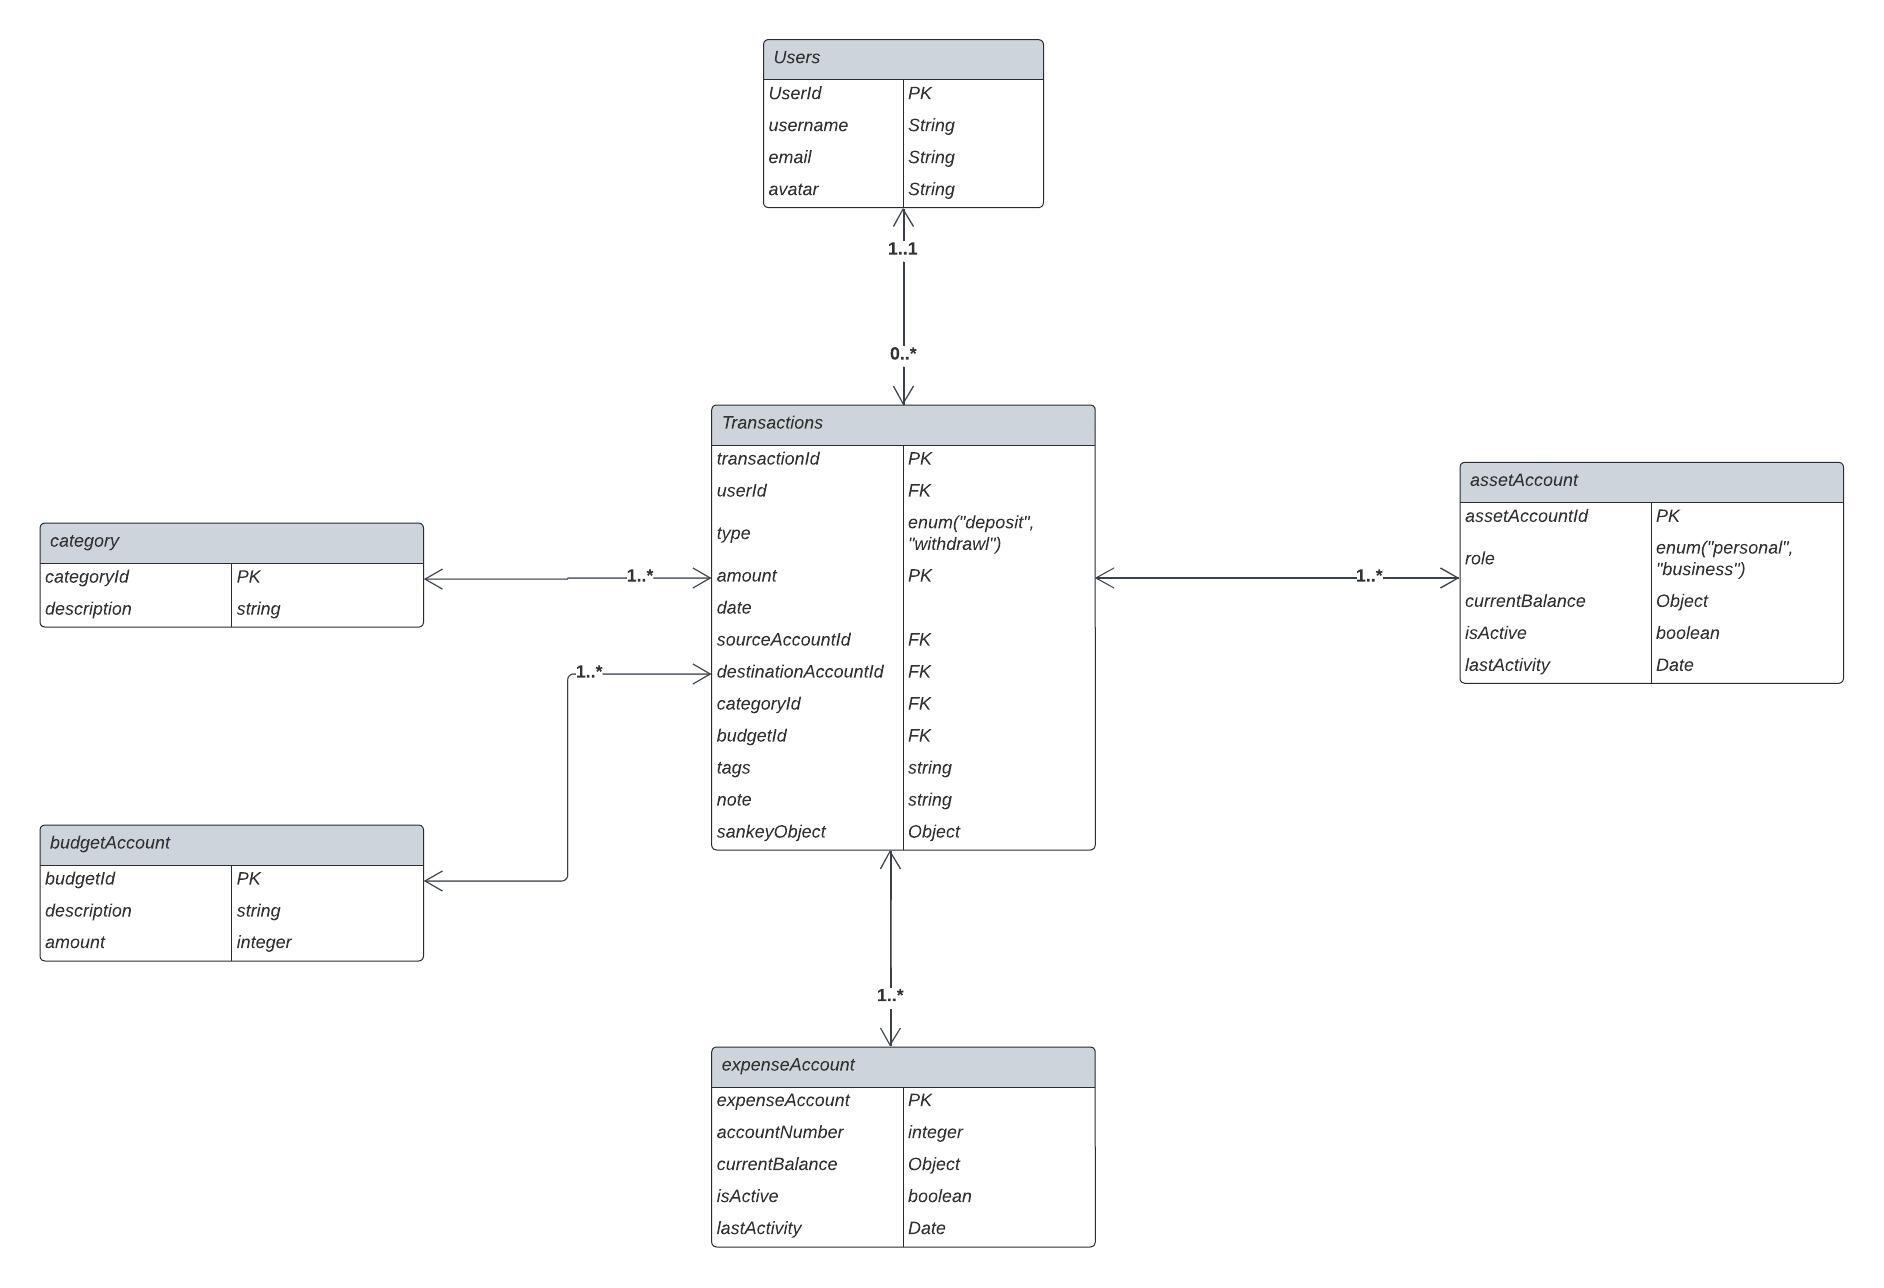 Users
UserId PK
username String
email String
avatar String
1..1
0..*
Transactions
transactionId PK
userId FK
type enum("deposit",
"withdrawl")
amount PK
date
sourceAccountId FK
destinationAccountId FK
categoryId FK
budgetId FK
tags string
note string
sankeyObject Object
assetAccount
assetAccountId PK
role enum("personal",
"business")
currentBalance Object
isActive boolean
lastActivity Date
1..*
category
categoryId PK
description string
1..*
1..*
budgetAccount
budgetId PK
description string
amount integer
1..*
expenseAccount
expenseAccount PK
accountNumber integer
currentBalance Object
isActive boolean
lastActivity Date